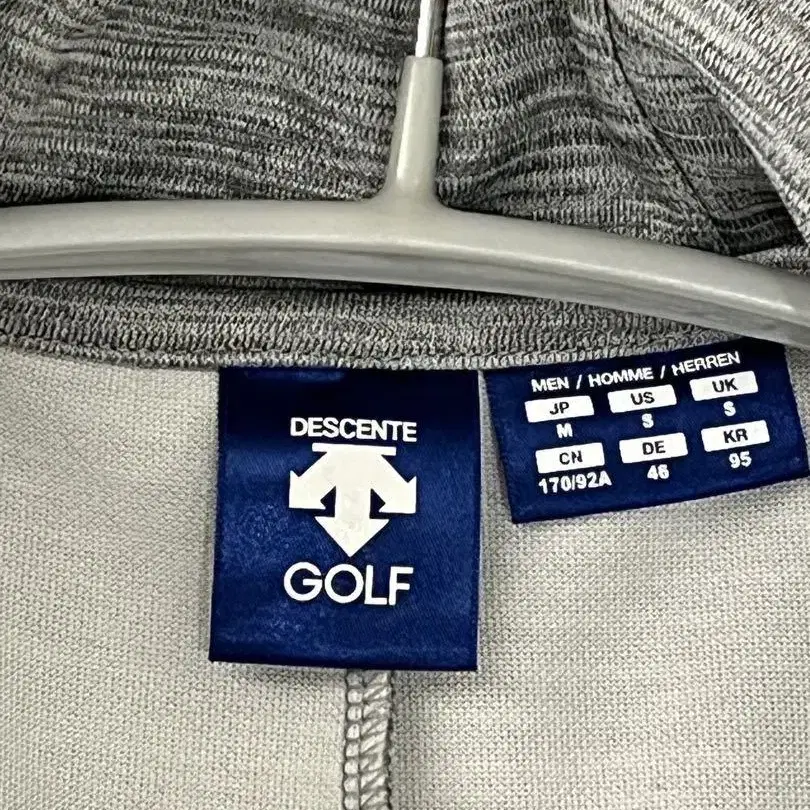 DESCENTE
GOLF
MEN / HOMME / HERREN
JP US UK
M S S
CN DE KR
170/92A 46 95